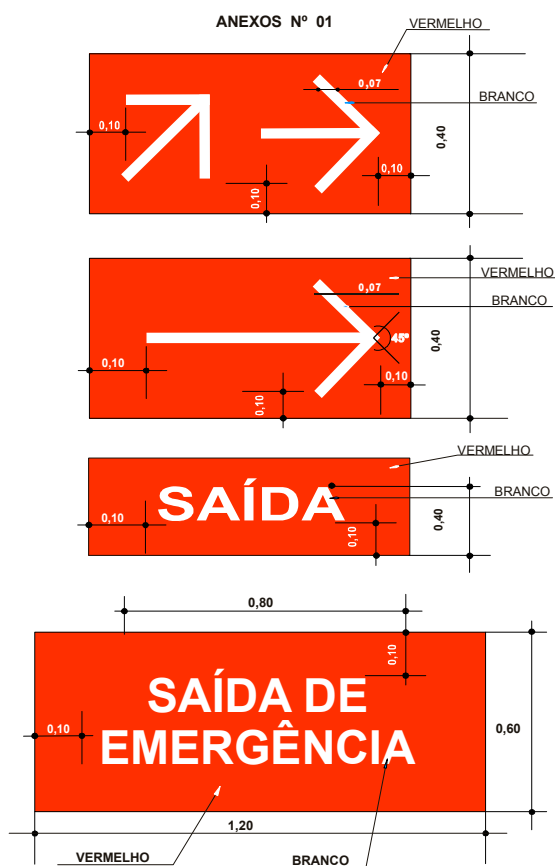 ANEXOS Nº 01
VERMELHO
0,07
BRANCO
0,10
0,40
0,10
0,10
VERMELHO
0,07
BRANCO
45º
0,40
0,10
0,10
0,10
VERMELHO
BRANCO
SAÍDA
0,10
0,40
0,10
0,80
0,10
SAÍDA DE
EMERGÊNCIA
0,10
0,60
1,20
VERMELHO
BRANCO